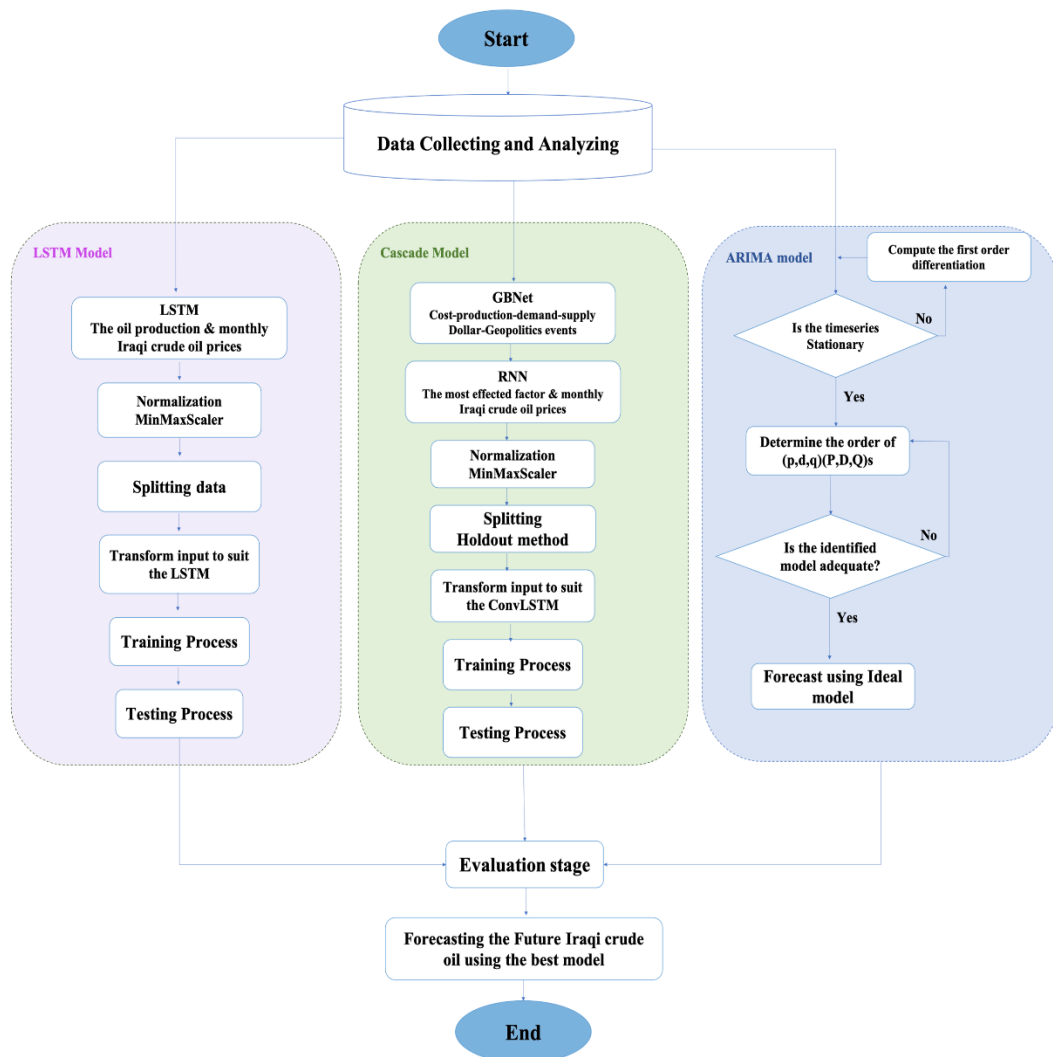 Start
Data Collecting and Analyzing
LSTM Model
LSTM
The oil production & monthly
Iraqi crude oil prices
Normalization
MinMaxScaler
Splitting data
Transform input to suit
the LSTM
Training Process
Testing Process
Cascade Model
GBNet
Cost-production-demand-supply
Dollar-Geopolitics events
RNN
The most effected factor & monthly
Iraqi crude oil prices
Normalization
MinMaxScaler
Splitting
Holdout method
Transform input to suit
the ConvLSTM
Training Process
Testing Process
ARIMA model
Compute the first order
differentiation
No
Is the timeseries
Stationary
Yes
Determine the order of
(p,d,q)(P,D,Q)s
No
Is the identified
model adequate?
Yes
Forecast using Ideal
model
Evaluation stage
Forecasting the Future Iraqi crude
oil using the best model
End